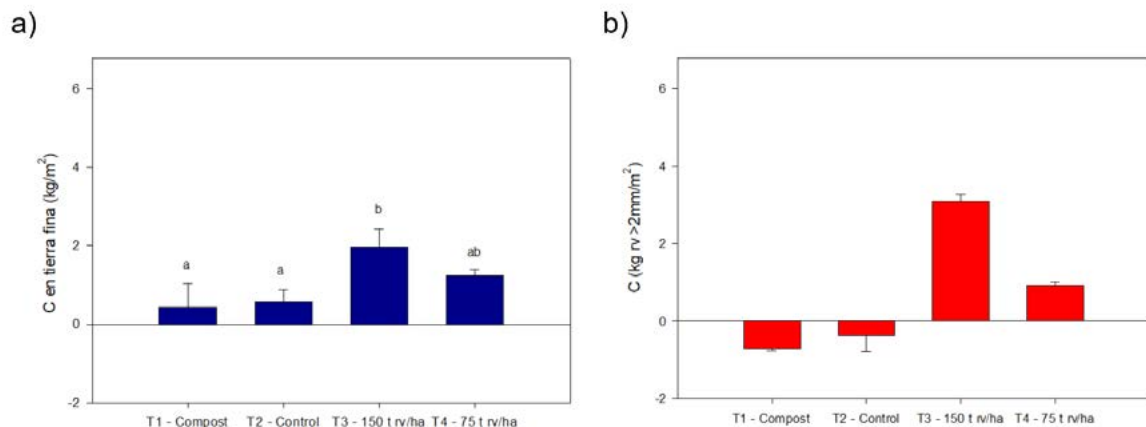 a)
b)
C en tierra fina (kg/m²)
6
4
2
0
-2
a
a
b
ab
T1 - Compost
T2 - Control
T3 - 150 t rv/ha
T4 - 75 t rv/ha
C (kg rv >2mm/m²)
6
4
2
0
-2
T1 - Compost
T2 - Control
T3 - 150 t rv/ha
T4 - 75 t rv/ha